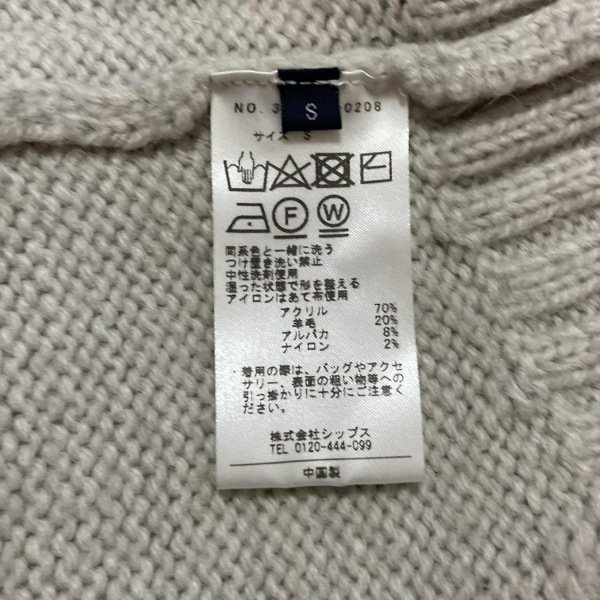 S
NO. 3 -0208
サイズ S
F W
同系色と一緒に洗う
つけ置き洗い禁止
中性洗剤使用
湿った状態で形を整える
アイロンはあて布使用
アクリル 70%
羊毛 20%
アルパカ 8%
ナイロン 2%
・着用の際は、バッグやアクセ
サリー、表面の粗い物等への
引っ掛かりに十分にご注意く
ださい。
株式会社シップス
TEL 0120-444-099
中国製